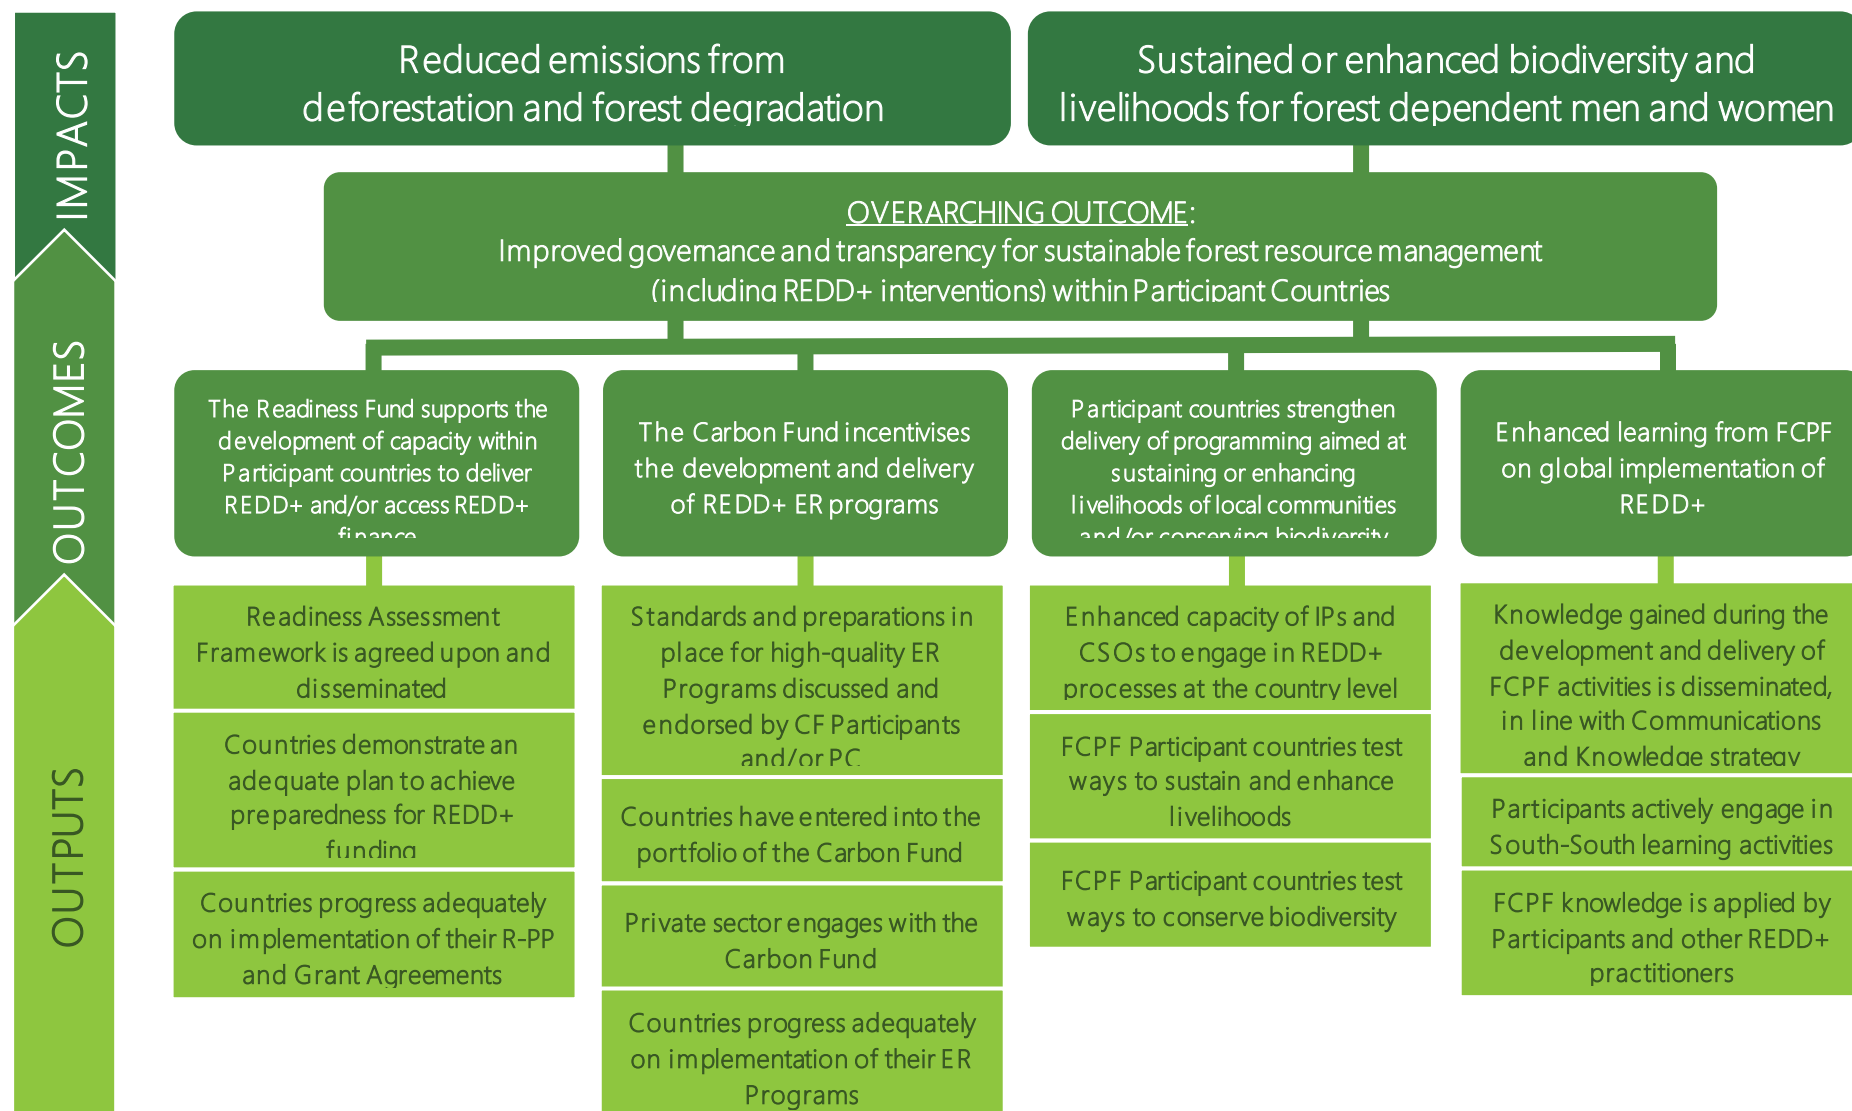 IMPACTS
Reduced emissions from
deforestation and forest degradation
Sustained or enhanced biodiversity and
livelihoods for forest dependent men and women
OVERARCHING OUTCOME:
Improved governance and transparency for sustainable forest resource management
(including REDD+ interventions) within Participant Countries
OUTCOMES
The Readiness Fund supports the
development of capacity within
Participant countries to deliver
REDD+ and/or access REDD+
finance
The Carbon Fund incentivises
the development and delivery
of REDD+ ER programs
Participant countries strengthen
delivery of programming aimed at
sustaining or enhancing
livelihoods of local communities
and/or conserving biodiversity
Enhanced learning from FCPF
on global implementation of
REDD+
OUTPUTS
Readiness Assessment
Framework is agreed upon and
disseminated
Countries demonstrate an
adequate plan to achieve
preparedness for REDD+
funding
Countries progress adequately
on implementation of their R-PP
and Grant Agreements
Standards and preparations in
place for high-quality ER
Programs discussed and
endorsed by CF Participants
and/or PC
Countries have entered into the
portfolio of the Carbon Fund
Private sector engages with the
Carbon Fund
Countries progress adequately
on implementation of their ER
Programs
Enhanced capacity of IPs and
CSOs to engage in REDD+
processes at the country level
FCPF Participant countries test
ways to sustain and enhance
livelihoods
FCPF Participant countries test
ways to conserve biodiversity
Knowledge gained during the
development and delivery of
FCPF activities is disseminated,
in line with Communications
and Knowledge strategy
Participants actively engage in
South-South learning activities
FCPF knowledge is applied by
Participants and other REDD+
practitioners